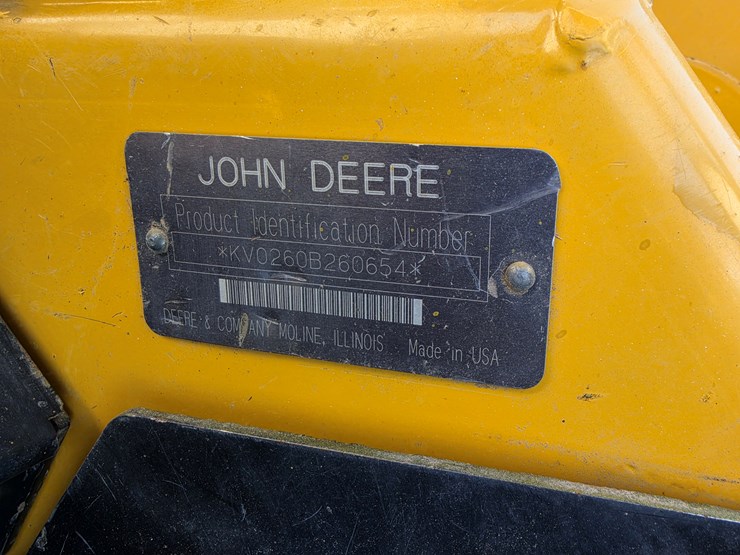 JOHN DEERE
Product Identification Number
*KV0260B260654*
DEERE & COMPANY MOLINE, ILLINOIS Made in USA